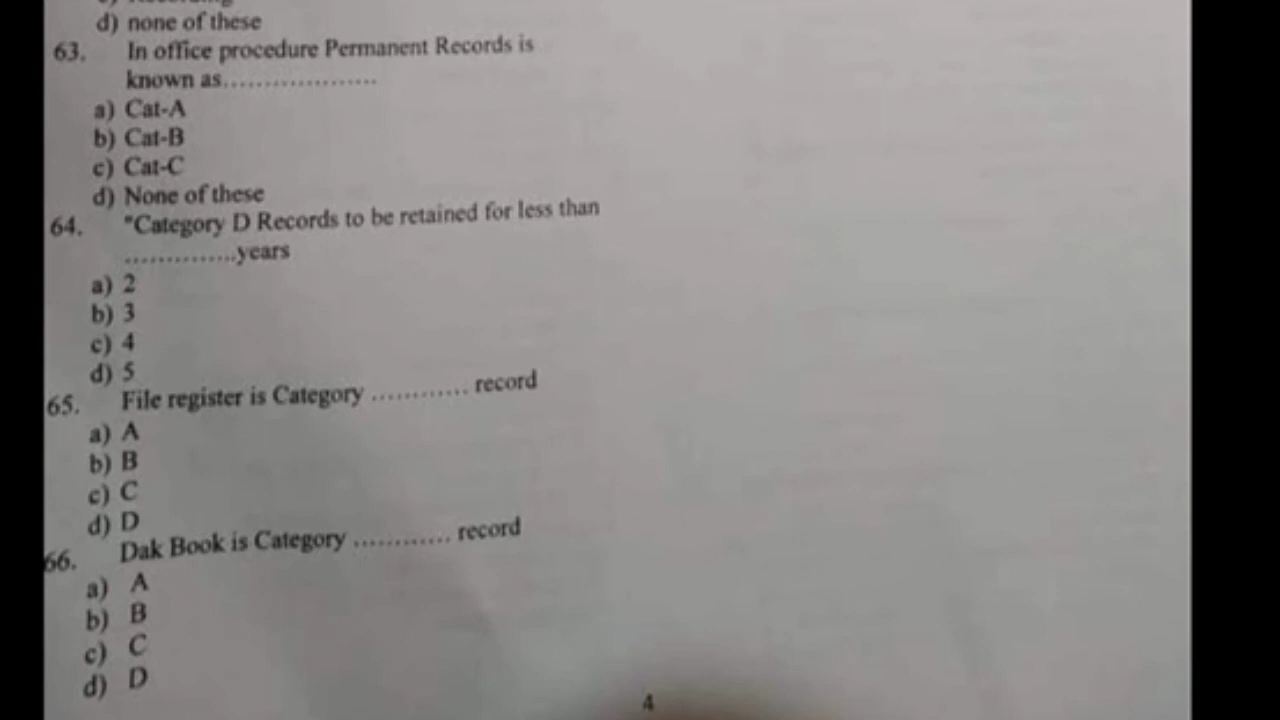 d) none of these
63. In office procedure Permanent Records is
known as...................
a) Cat-A
b) Cat-B
c) Cat-C
d) None of these
64. "Category D Records to be retained for less than
..............years
a) 2
b) 3
c) 4
d) 5
65. File register is Category ............ record
a) A
b) B
c) C
d) D
66. Dak Book is Category ............ record
a) A
b) B
c) C
d) D
4